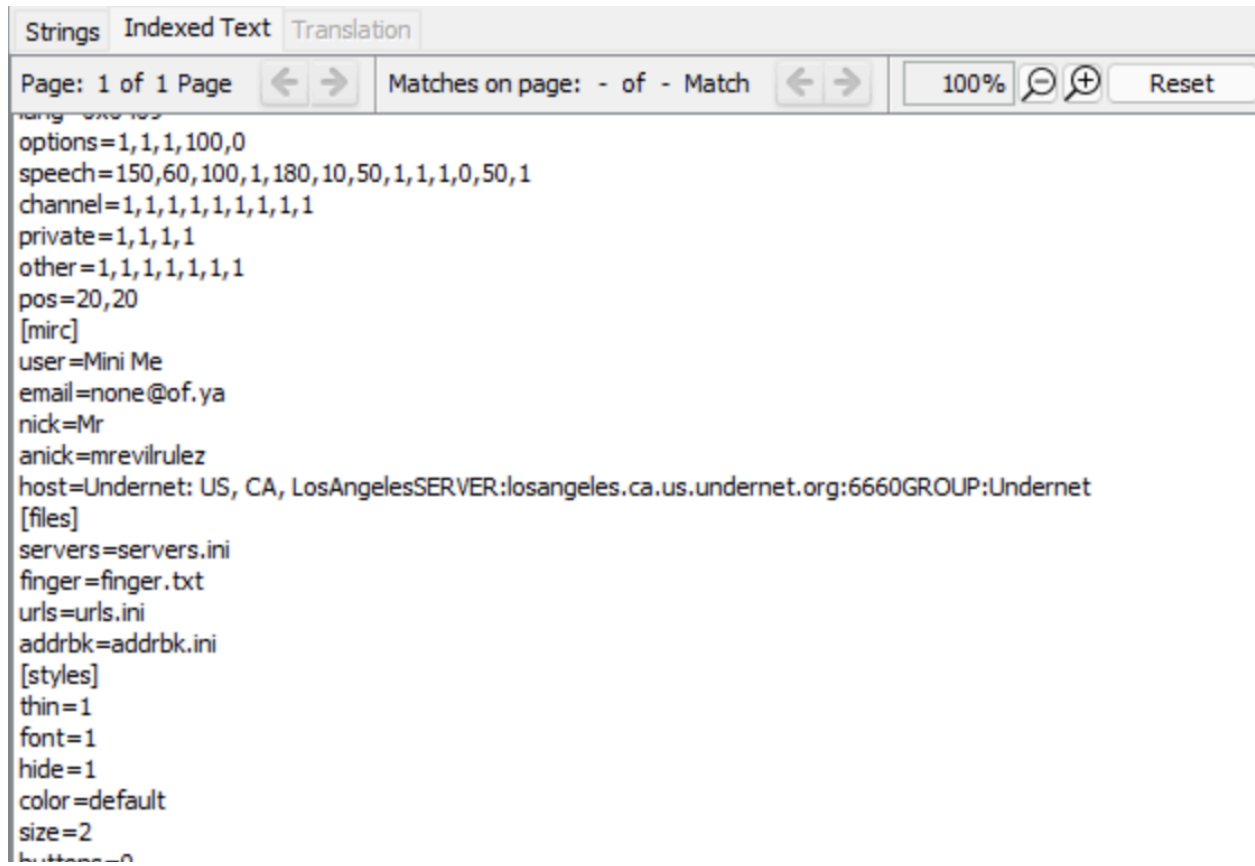 Strings Indexed Text Translation
Page: 1 of 1 Page Matches on page: - of - Match 100% Reset
options=1,1,1,100,0
speech=150,60,100,1,180,10,50,1,1,1,0,50,1
channel=1,1,1,1,1,1,1,1,1
private=1,1,1,1
other=1,1,1,1,1,1,1
pos=20,20
[mirc]
user=Mini Me
email=none@of.ya
nick=Mr
anick=mrevilrulez
host=Undernet: US, CA, LosAngelesSERVER:losangeles.ca.us.undernet.org:6660GROUP:Undernet
[files]
servers=servers.ini
finger=finger.txt
urls=urls.ini
addrbk=addrbk.ini
[styles]
thin=1
font=1
hide=1
color=default
size=2